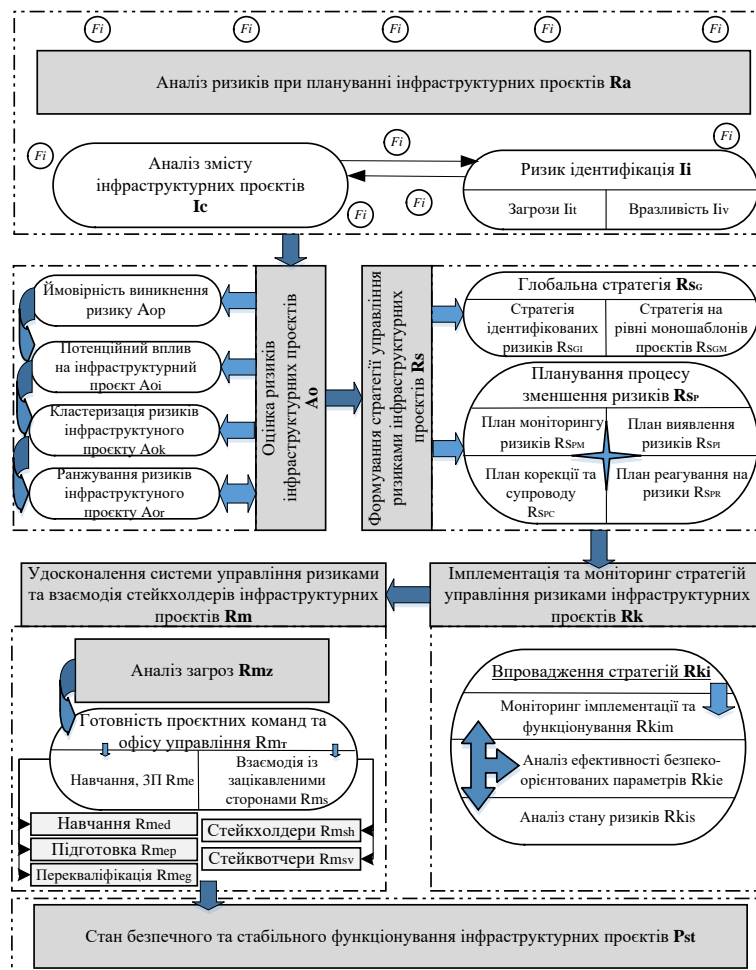 Fi Fi Fi Fi Fi
Аналіз ризиків при плануванні інфраструктурних проєктів Ra
Fi
Fi
Fi
Аналіз змісту
інфраструктурних проєктів
Ic
Ризик ідентифікація Ii
Загрози Iit
Вразливість Iiv
Fi
Fi
Ймовірність виникнення
ризику Aop
Потенційний вплив
на інфраструктурний
проєкт Aoi
Кластеризація ризиків
інфраструктуного
проєкту Aok
Ранжування ризиків
інфраструктуного
проєкту Aor
Оцінка ризиків
інфраструктурних проєктів
Ao
Формування стратегії управління
ризиками інфраструктурних
проєктів Rs
Глобальна стратегія RsG
Стратегія
ідентифікованих
ризиків RsGI
Стратегія на
рівні моношаблонів
проєктів RsGM
Планування процесу
зменшення ризиків RsP
План моніторингу
ризиків RsPM
План виявлення
ризиків RsPI
План корекції та
супроводу
RsPC
План реагування на
ризики RsPR
Удосконалення системи управління ризиками
та взаємодія стейкхолдерів інфраструктурних
проєктів Rm
Імплементація та моніторинг стратегій
управління ризиками інфраструктурних
проєктів Rk
Аналіз загроз Rmz
Готовність проєктних команд та
офісу управління RmT
Навчання, ЗП Rme
Взаємодія із
зацікавленими
сторонами Rms
Навчання Rmed
Підготовка Rmep
Перекваліфікація Rmeg
Стейкхолдери Rmsh
Стейквотчери Rmsv
Впровадження стратегій Rki
Моніторинг імплементації та
функціонування Rkim
Аналіз ефективності безпеко-
орієнтованих параметрів Rkie
Аналіз стану ризиків Rkis
Стан безпечного та стабільного функціонування інфраструктурних проєктів Pst